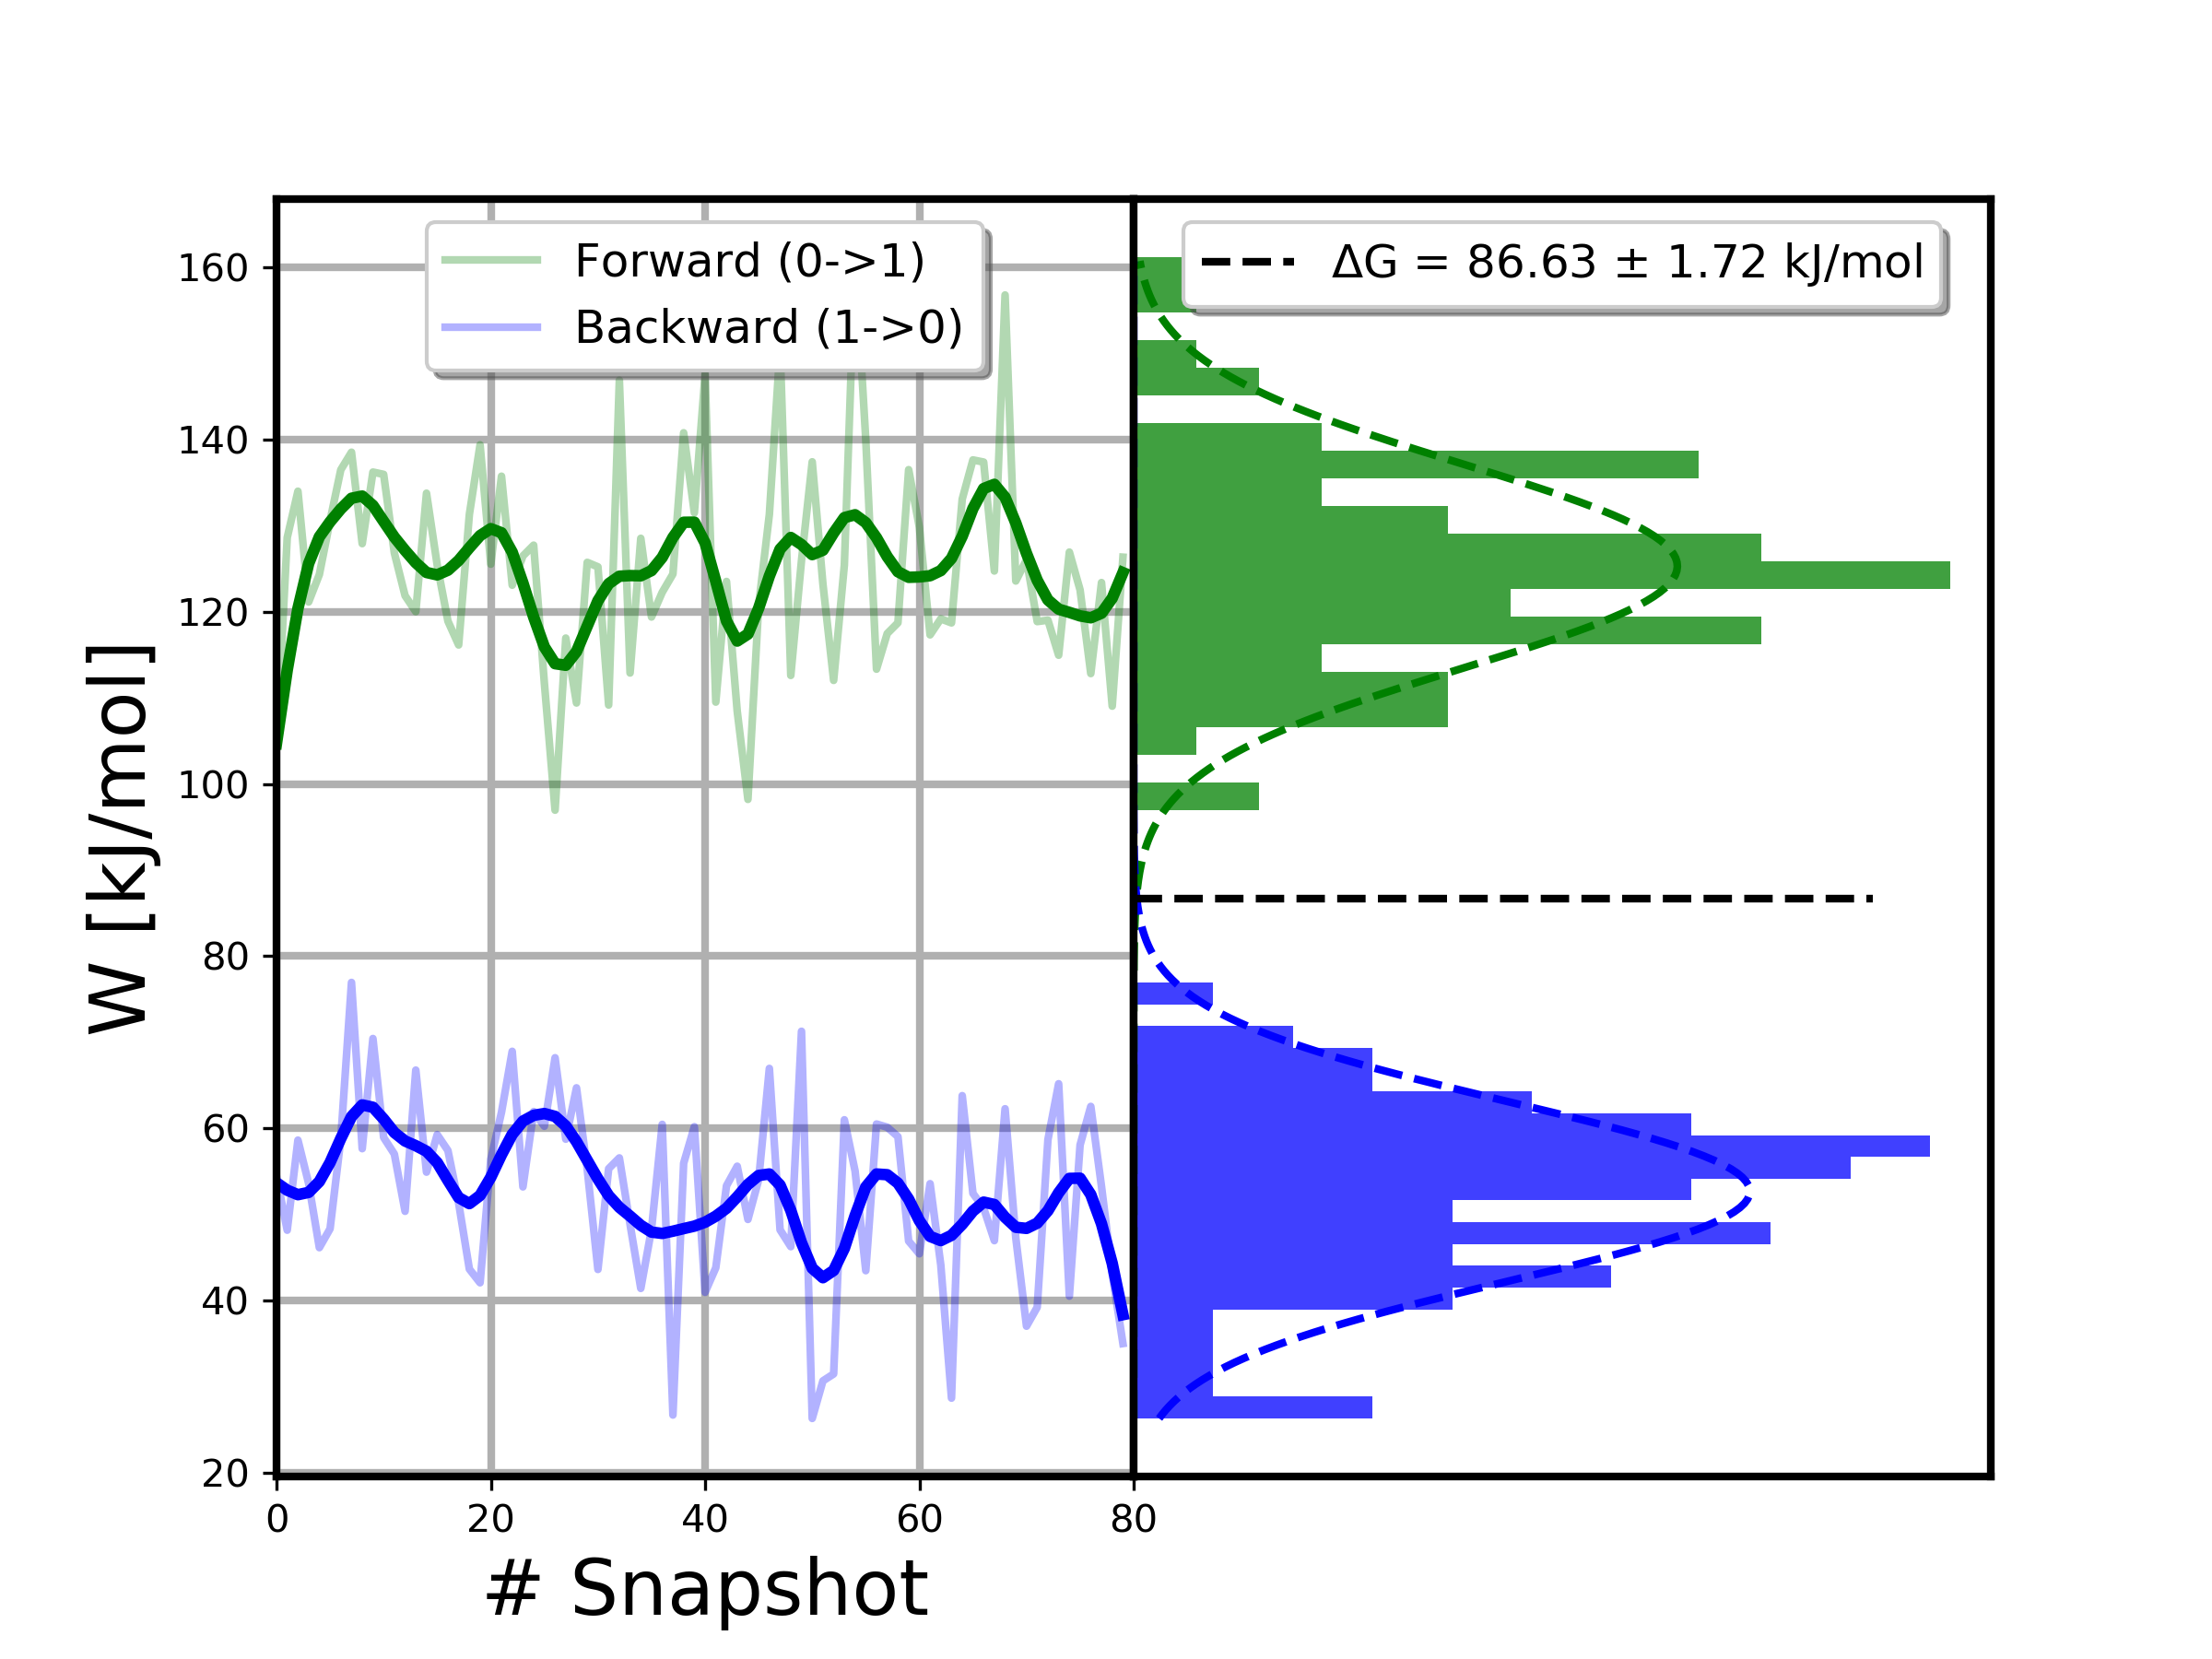 Forward (0->1)
Backward (1->0)
ΔG = 86.63 ± 1.72 kJ/mol
W [kJ/mol]
160
140
120
100
80
60
40
20
0 20 40 60 80
# Snapshot